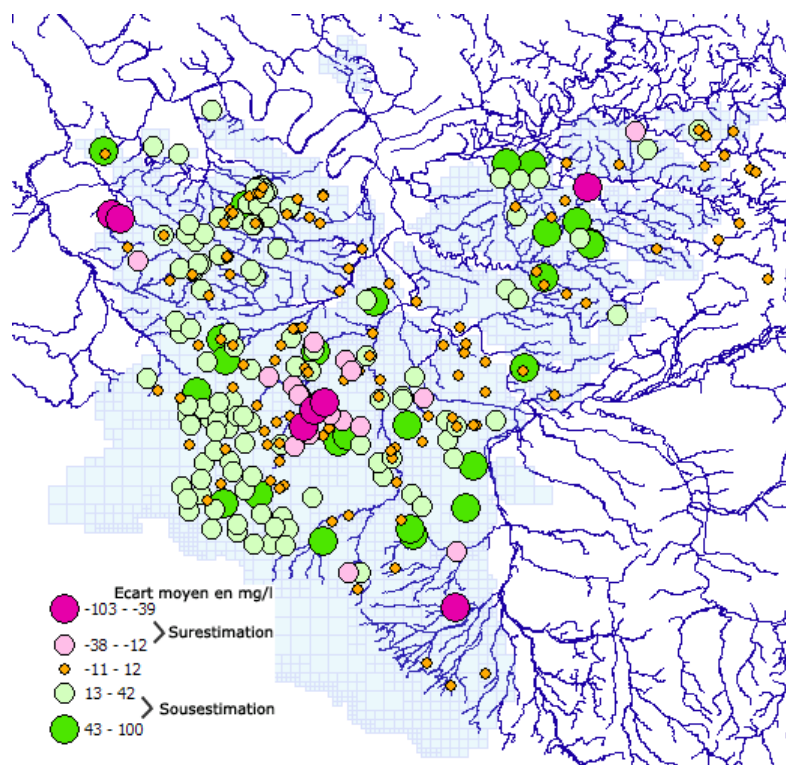 Ecart moyen en mg/l
-103 - -39
Surestimation
-38 - -12
-11 - 12
13 - 42
Sousestimation
43 - 100